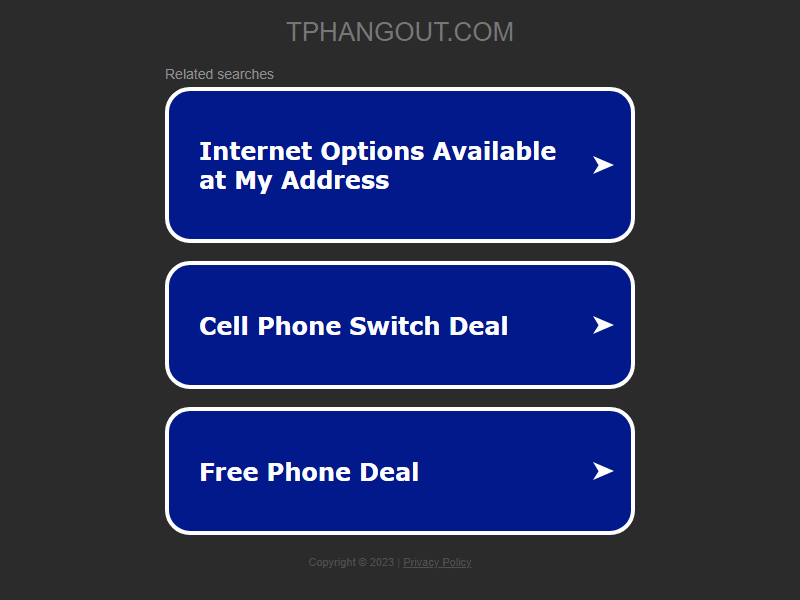 TPHANGOUT.COM
Related searches
Internet Options Available
at My Address
Cell Phone Switch Deal
Free Phone Deal
Copyright © 2023 | Privacy Policy